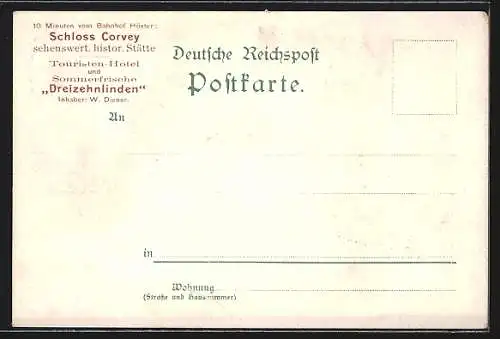 10 Minuten vom Bahnhof Höxter:
Schloss Corvey
sehenswert. histor. Stätte
Touristen-Hotel
und
Sommerfrische
„Dreizehnlinden"
Inhaber: W.
Deutsche Reichspost
Postkarte.
An
in
Wohnung
(Straße und Hausnummer)